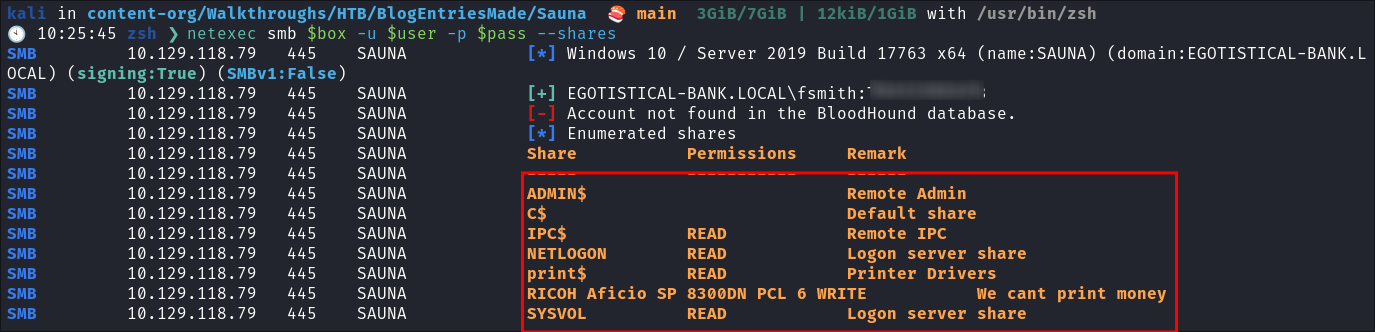 kali in content-org/Walkthroughs/HTB/BlogEntriesMade/Sauna 🍣 main 3GiB/7GiB | 12kiB/1GiB with /usr/bin/zsh
🕙 10:25:45 zsh ❯ netexec smb $box -u $user -p $pass --shares
SMB 10.129.118.79 445 SAUNA [*] Windows 10 / Server 2019 Build 17763 x64 (name:SAUNA) (domain:EGOTISTICAL-BANK.L
OCAL) (signing:True) (SMBv1:False)
SMB 10.129.118.79 445 SAUNA [+] EGOTISTICAL-BANK.LOCAL\fsmith:
SMB 10.129.118.79 445 SAUNA [-] Account not found in the BloodHound database.
SMB 10.129.118.79 445 SAUNA [*] Enumerated shares
SMB 10.129.118.79 445 SAUNA Share Permissions Remark
SMB 10.129.118.79 445 SAUNA ----- ----------- ------
SMB 10.129.118.79 445 SAUNA ADMIN$ Remote Admin
SMB 10.129.118.79 445 SAUNA C$ Default share
SMB 10.129.118.79 445 SAUNA IPC$ READ Remote IPC
SMB 10.129.118.79 445 SAUNA NETLOGON READ Logon server share
SMB 10.129.118.79 445 SAUNA print$ READ Printer Drivers
SMB 10.129.118.79 445 SAUNA RICOH Aficio SP 8300DN PCL 6 WRITE We cant print money
SMB 10.129.118.79 445 SAUNA SYSVOL READ Logon server share